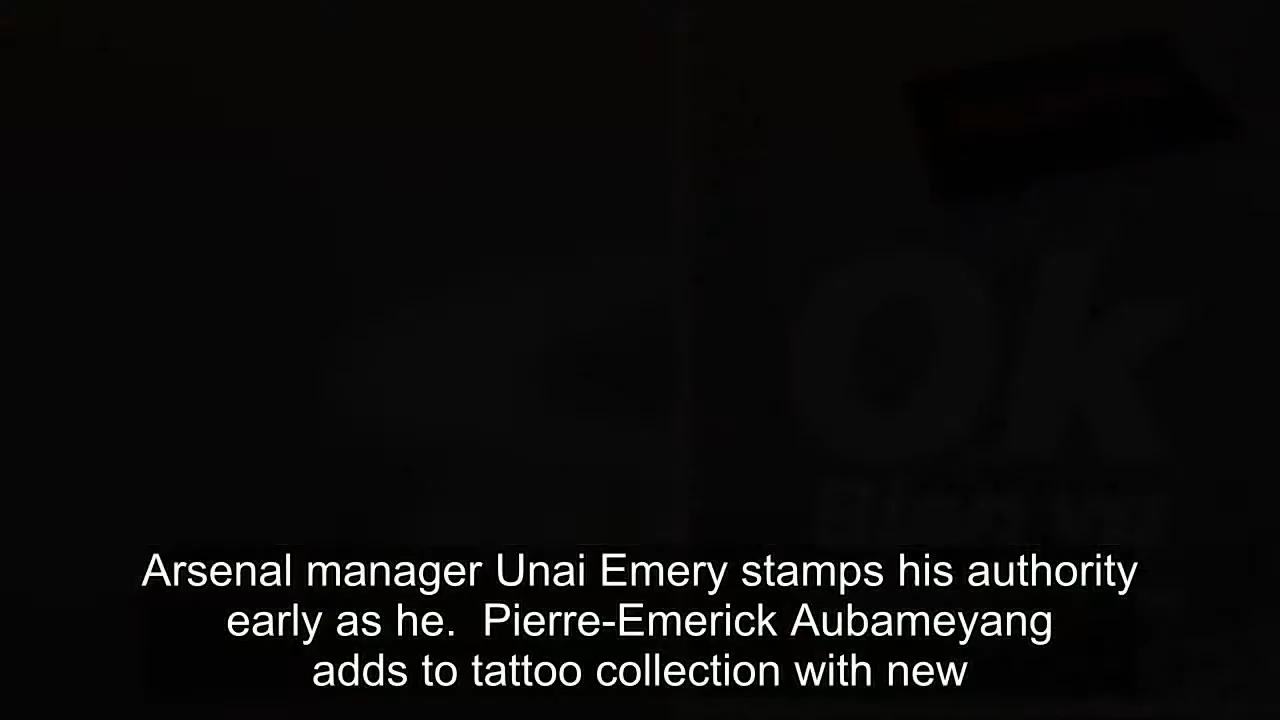 Ok
Arsenal manager Unai Emery stamps his authority
early as he.  Pierre-Emerick Aubameyang
adds to tattoo collection with new